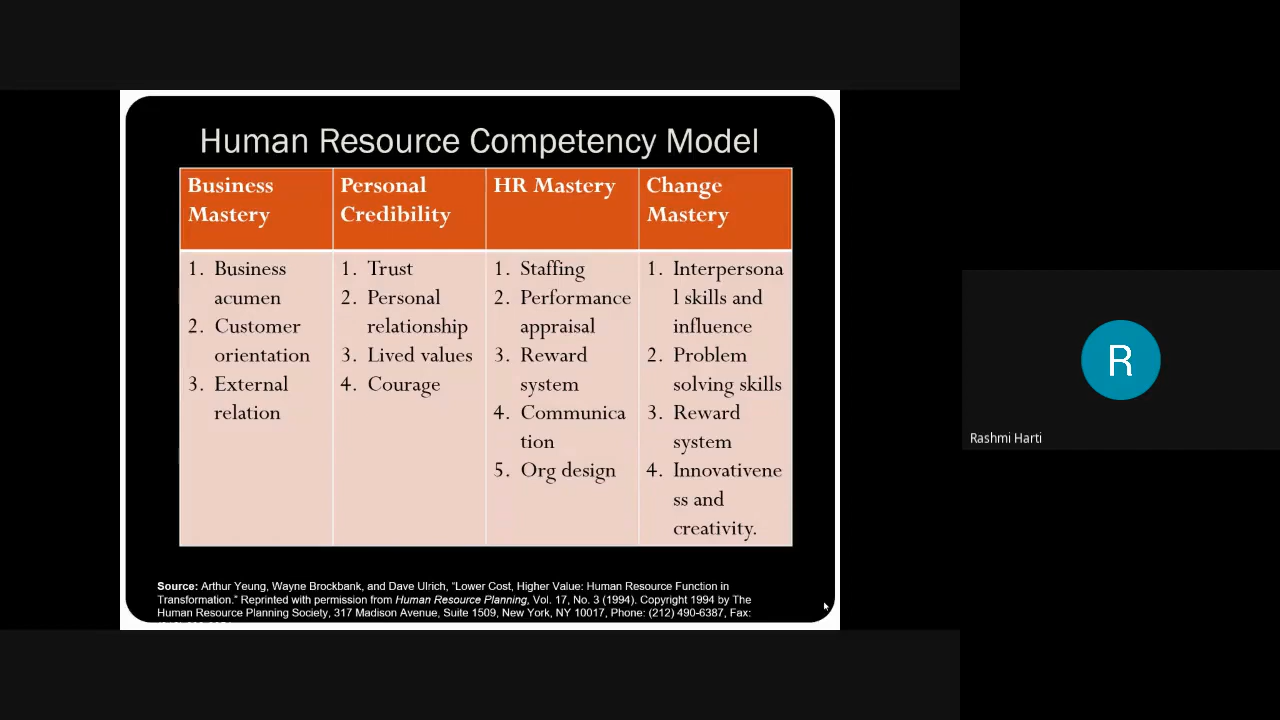 Human Resource Competency Model
Business
Mastery
Personal
Credibility
HR Mastery
Change
Mastery
1. Business
acumen
2. Customer
orientation
3. External
relation
1. Trust
2. Personal
relationship
3. Lived values
4. Courage
1. Staffing
2. Performance
appraisal
3. Reward
system
4. Communica
tion
5. Org design
1. Interpersona
l skills and
influence
2. Problem
solving skills
3. Reward
system
4. Innovativene
ss and
creativity.
Source: Arthur Yeung, Wayne Brockbank, and Dave Ulrich, “Lower Cost, Higher Value: Human Resource Function in
Transformation.” Reprinted with permission from Human Resource Planning, Vol. 17, No. 3 (1994). Copyright 1994 by The
Human Resource Planning Society, 317 Madison Avenue, Suite 1509, New York, NY 10017, Phone: (212) 490-6387, Fax:
R
Rashmi Harti